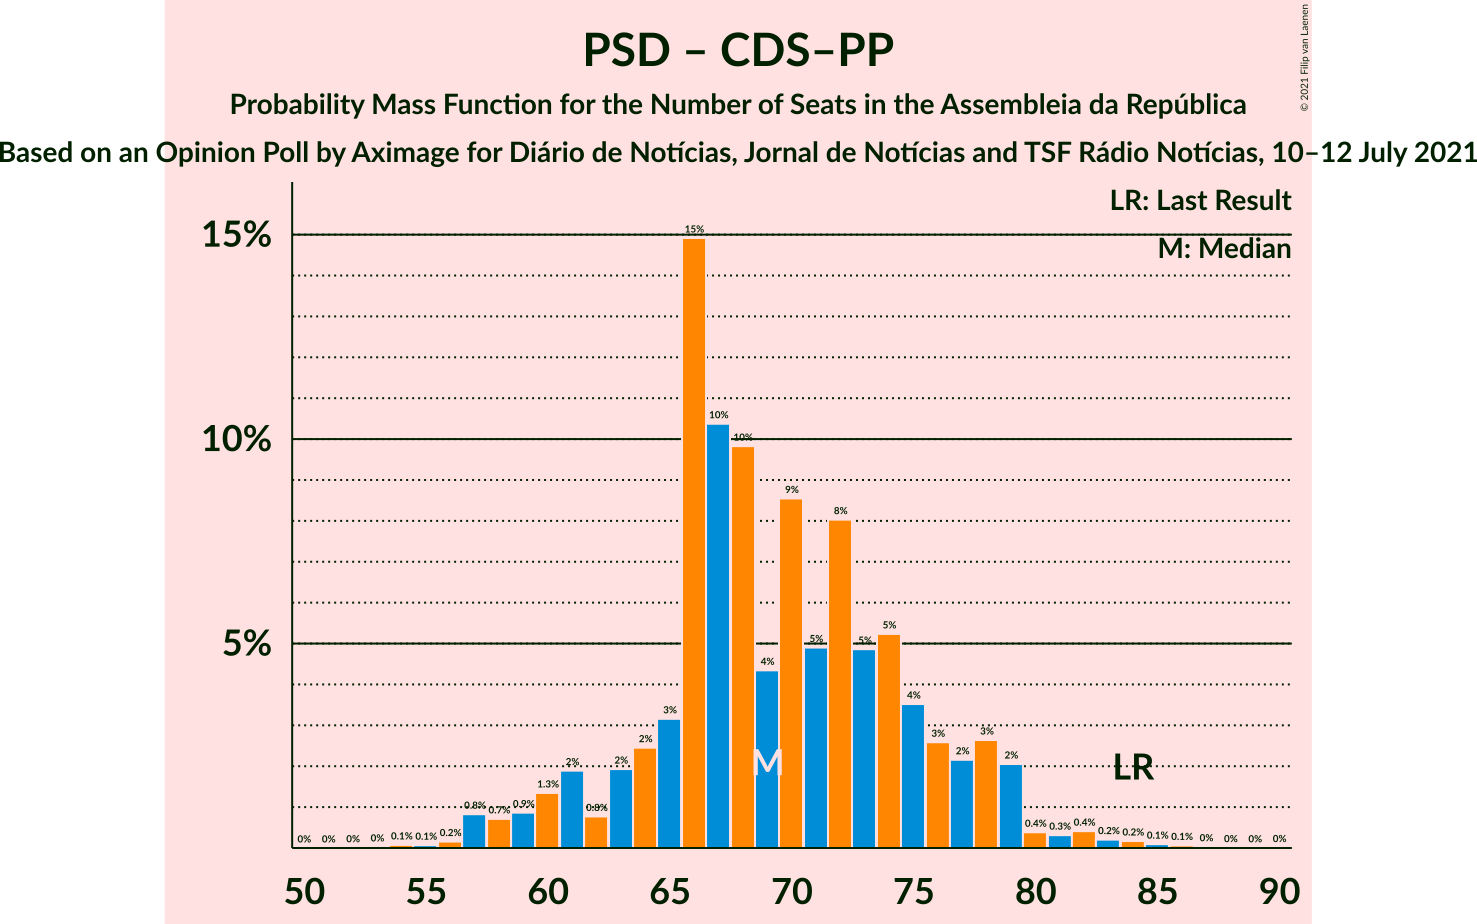 PSD – CDS–PP
© 2021 Filip van Laenen
Probability Mass Function for the Number of Seats in the Assembleia da República
Based on an Opinion Poll by Aximage for Diário de Notícias, Jornal de Notícias and TSF Rádio Notícias, 10–12 July 2021
LR: Last Result
M: Median
15%
10%
5%
0% 0% 0% 0% 0.1% 0.1% 0.2% 0.8% 0.7% 0.9% 1.3% 2% 0.8% 2% 2% 3% 15% 10% 10% 4% 9% 5% 8% 5% 5% 4% 3% 2% 3% 2% 0.4% 0.3% 0.4% 0.2% 0.2% 0.1% 0.1% 0% 0% 0% 0%
M
LR
50 55 60 65 70 75 80 85 90